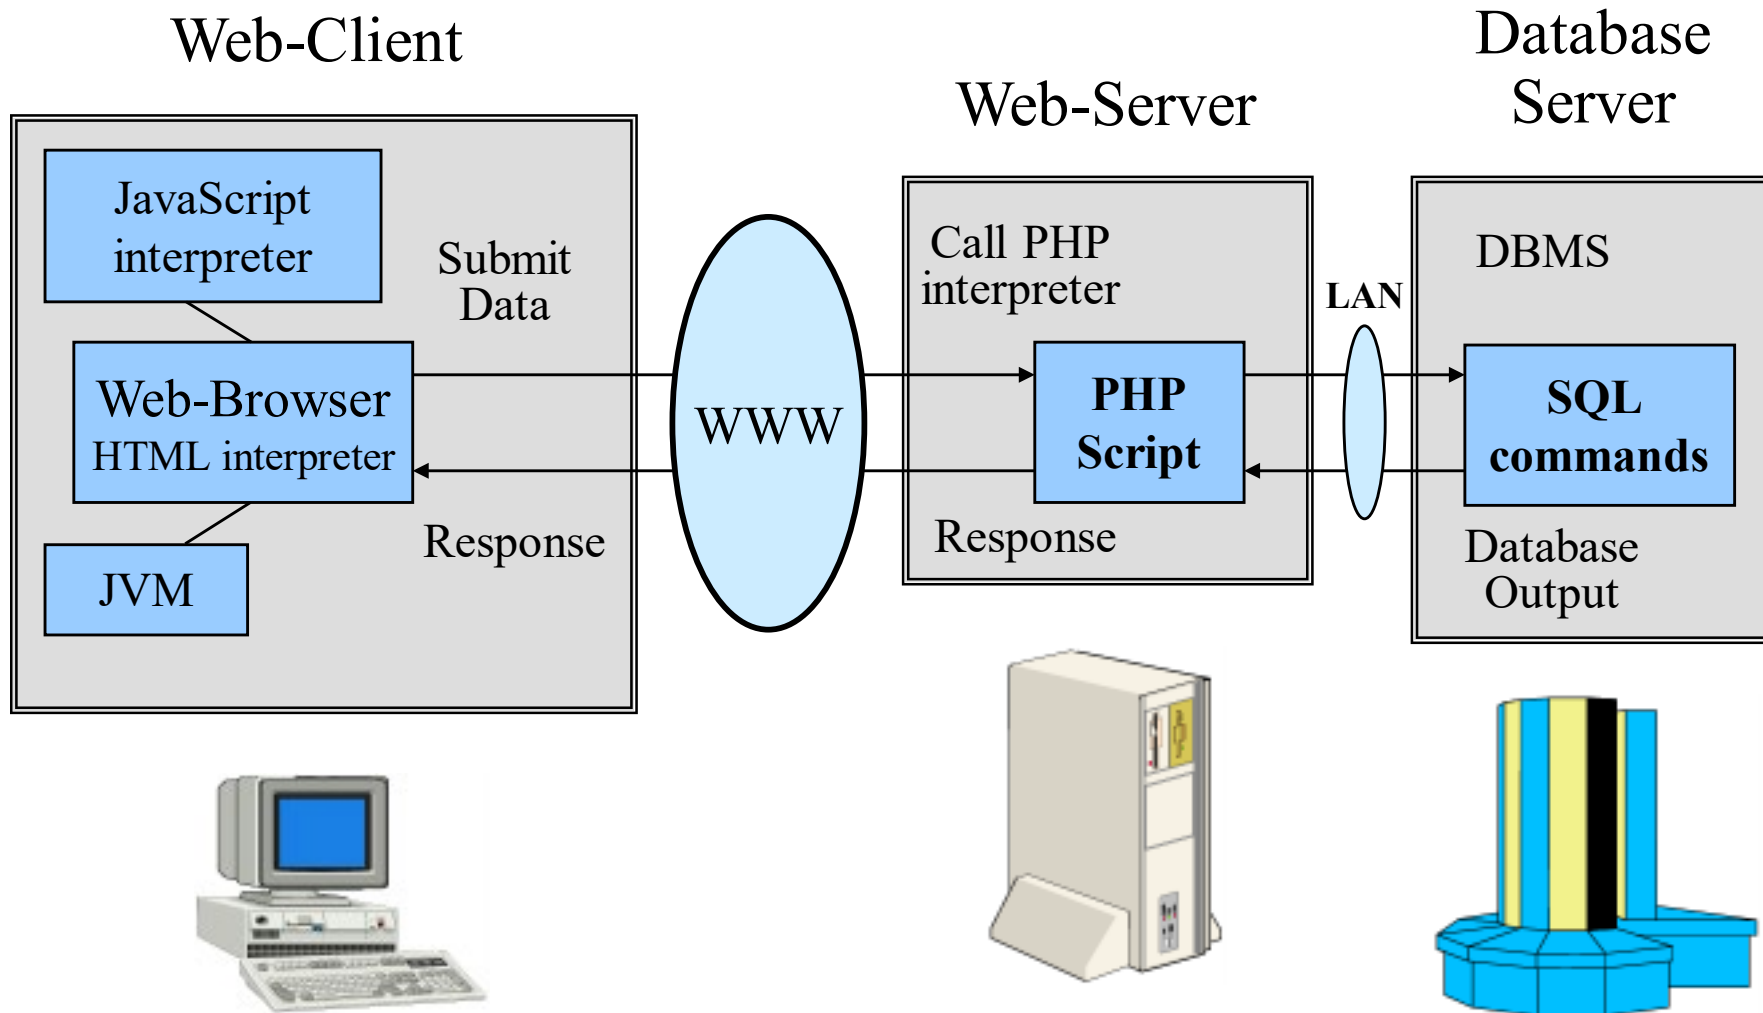 Web-Client
JavaScript
interpreter
Submit
Data
Web-Browser
HTML interpreter
Response
JVM
WWW
Web-Server
Call PHP
interpreter
PHP
Script
Response
LAN
Database
Server
DBMS
SQL
commands
Database
Output